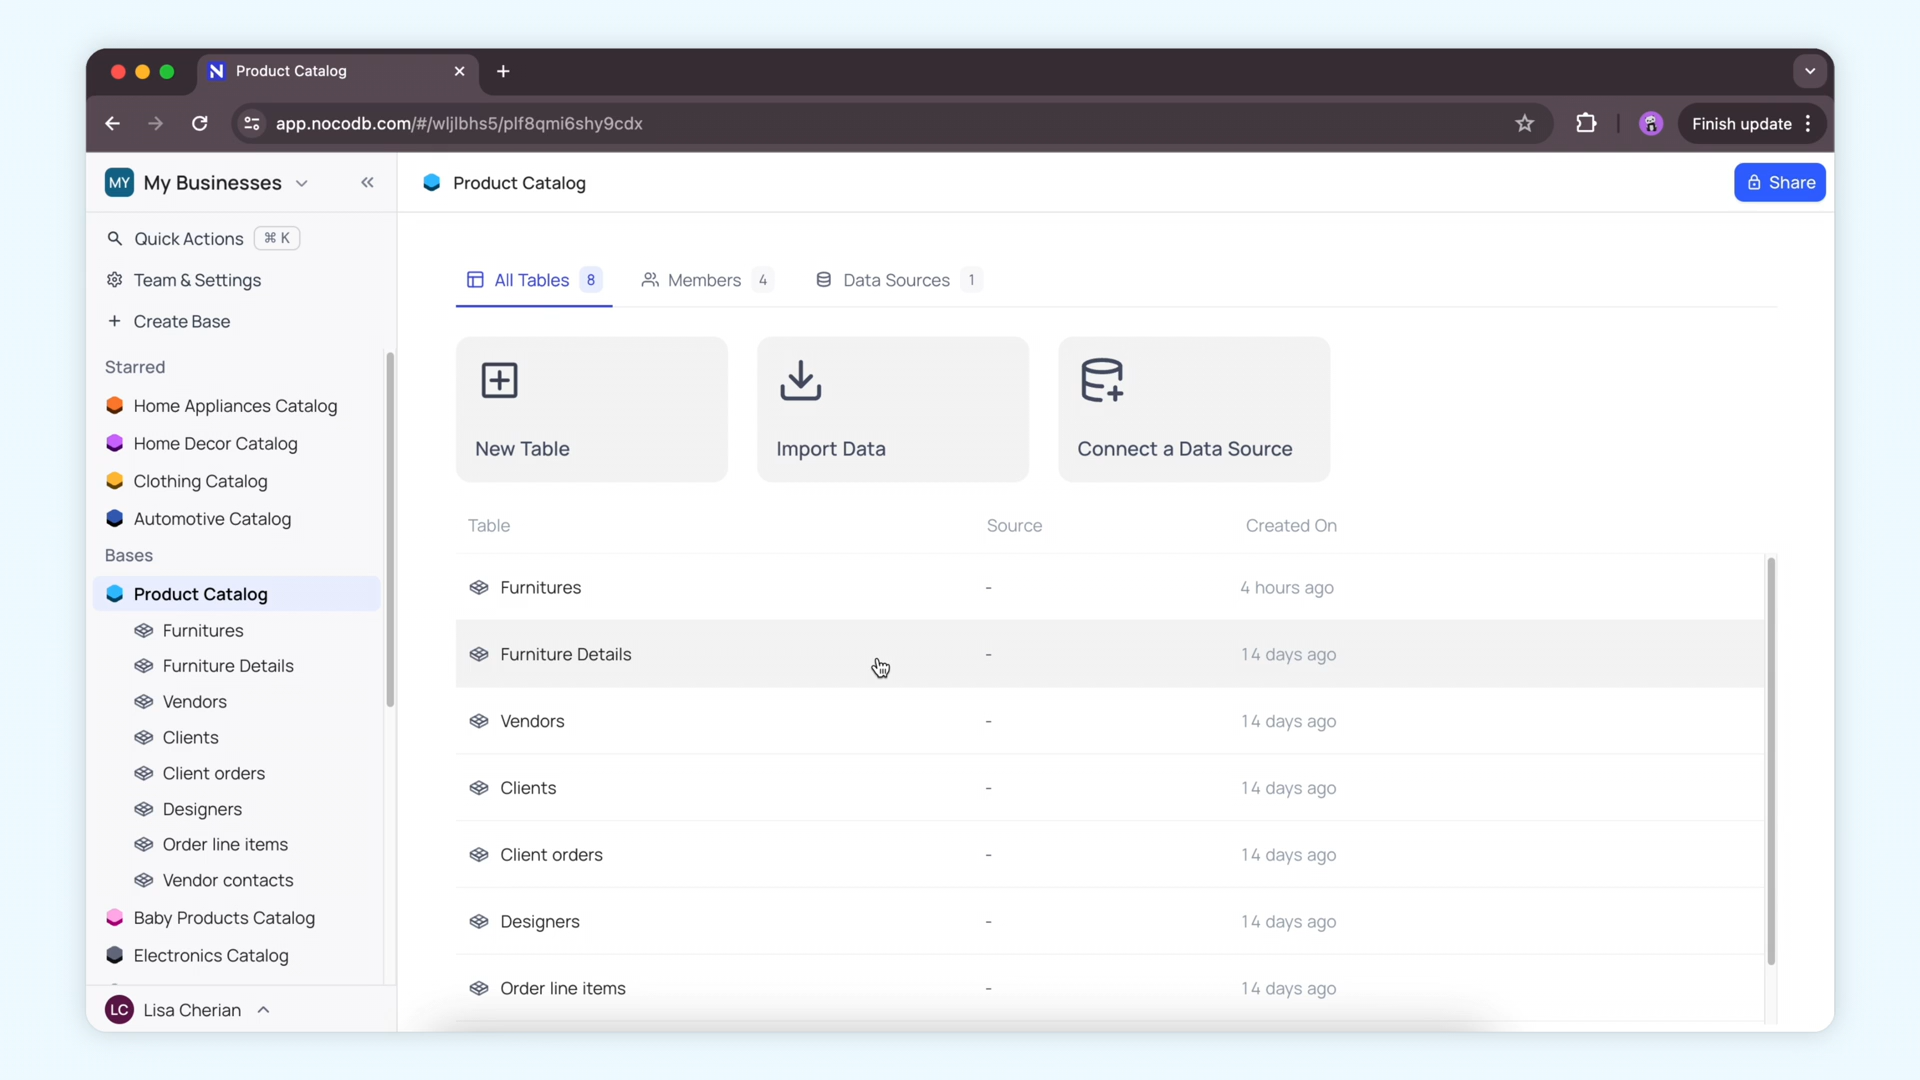 Product Catalog
app.nocodb.com/#/wljlbhs5/plf8qmi6shy9cdx
Finish update
MY My Businesses
Product Catalog
Share
Quick Actions ⌘ K
Team & Settings
Create Base
Starred
Home Appliances Catalog
Home Decor Catalog
Clothing Catalog
Automotive Catalog
Bases
Product Catalog
Furnitures
Furniture Details
Vendors
Clients
Client orders
Designers
Order line items
Vendor contacts
Baby Products Catalog
Electronics Catalog
LC Lisa Cherian
All Tables 8
Members 4
Data Sources 1
New Table
Import Data
Connect a Data Source
Table Source Created On
Furnitures - 4 hours ago
Furniture Details - 14 days ago
Vendors - 14 days ago
Clients - 14 days ago
Client orders - 14 days ago
Designers - 14 days ago
Order line items - 14 days ago